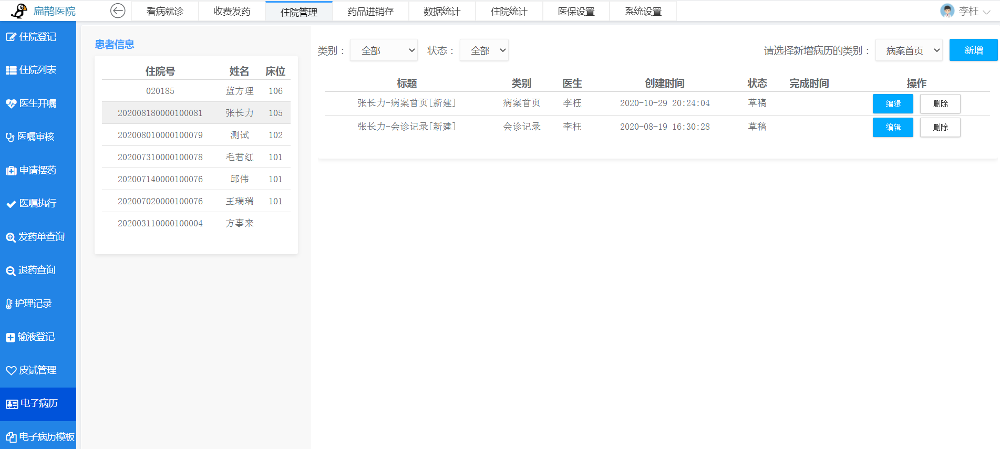 扁鹊医院
看病就诊 收费发药 住院管理 药品进销存 数据统计 住院统计 医保设置 系统设置 李枉
住院登记
住院列表
医生开嘱
医嘱审核
申请摆药
医嘱执行
发药单查询
退药查询
护理记录
输液登记
皮试管理
电子病历
电子病历模板
患者信息
住院号 姓名 床位
020185 蓝方理 106
202008180000100081 张长力 105
202008010000100079 测试 102
202007310000100078 毛君红 101
202007140000100076 邱伟 101
202007020000100076 王瑞瑞 101
202003110000100004 方事来
类别： 全部 状态： 全部 请选择新增病历的类别： 病案首页 新增
标题 类别 医生 创建时间 状态 完成时间 操作
张长力-病案首页[新建] 病案首页 李枉 2020-10-29 20:24:04 草稿 编辑 删除
张长力-会诊记录[新建] 会诊记录 李枉 2020-08-19 16:30:28 草稿 编辑 删除